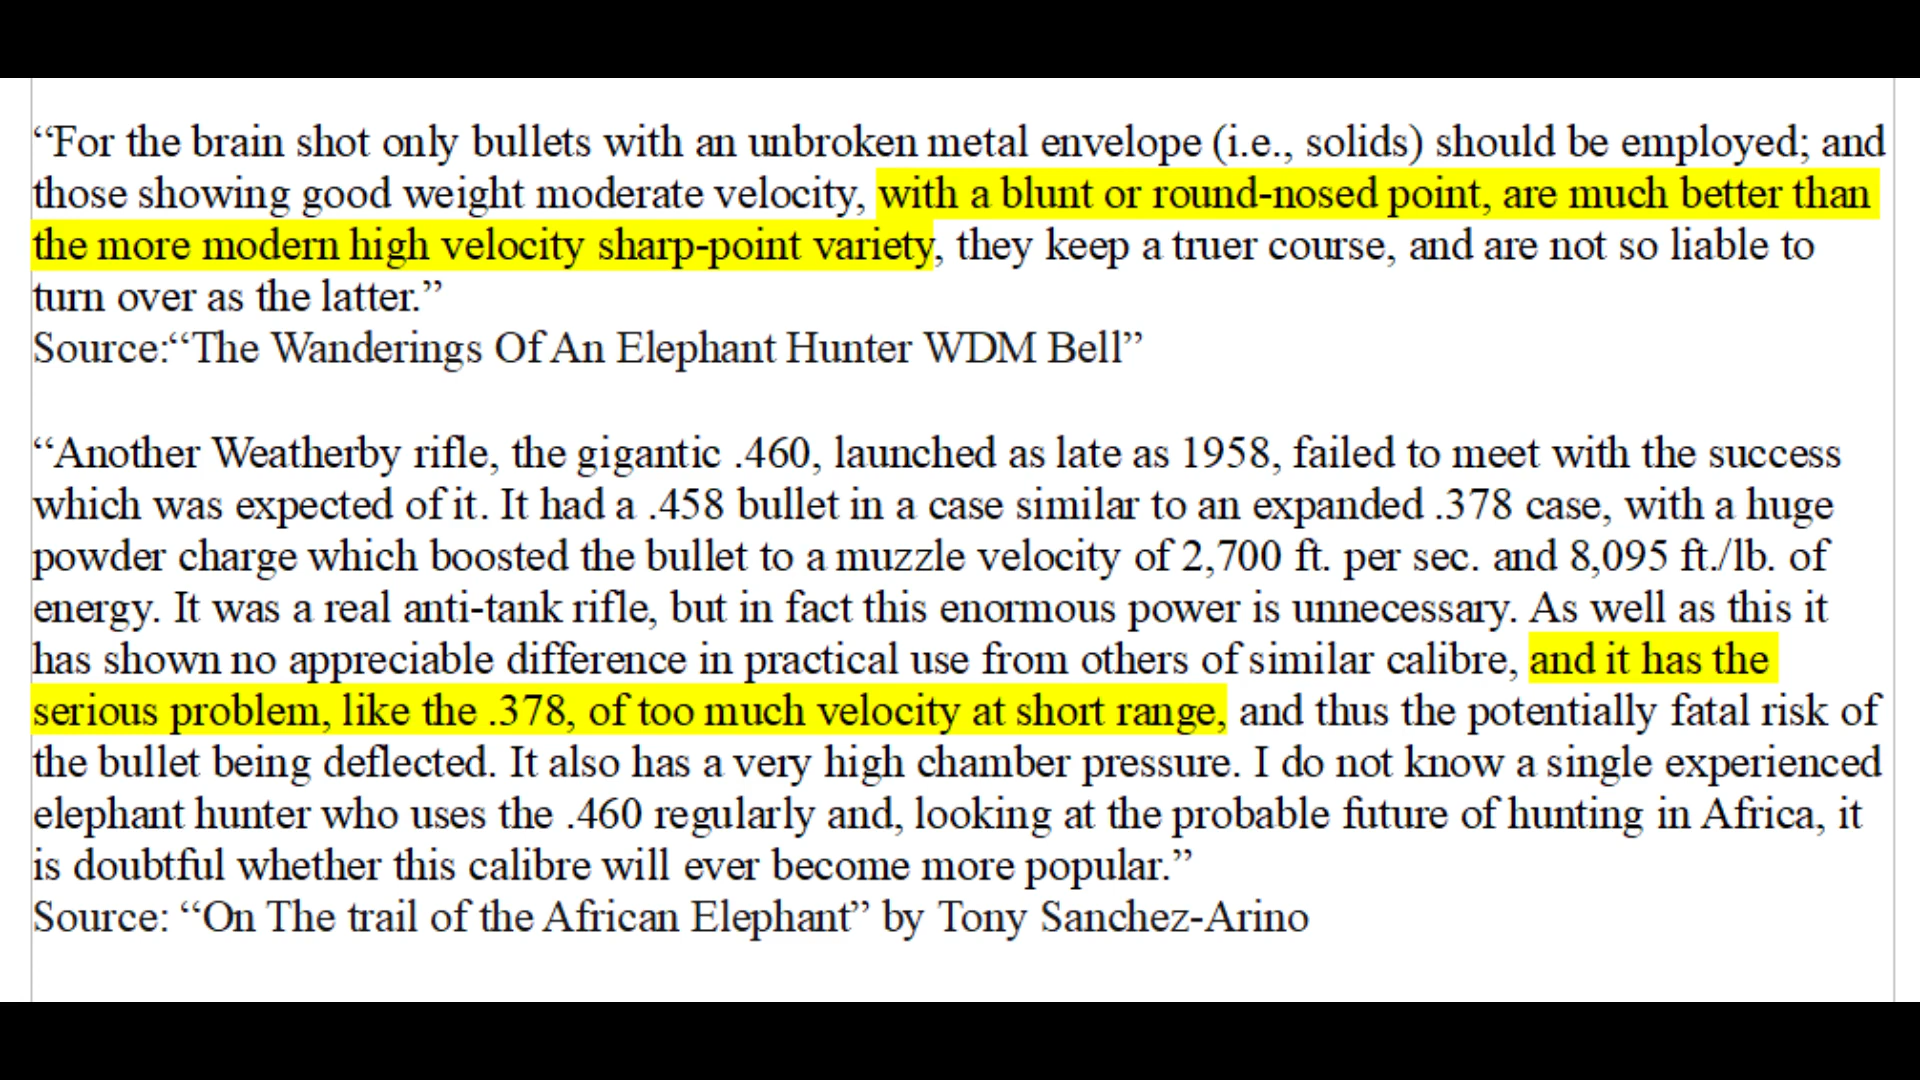 “For the brain shot only bullets with an unbroken metal envelope (i.e., solids) should be employed; and
those showing good weight moderate velocity, with a blunt or round-nosed point, are much better than
the more modern high velocity sharp-point variety, they keep a truer course, and are not so liable to
turn over as the latter.”
Source:“The Wanderings Of An Elephant Hunter WDM Bell”
“Another Weatherby rifle, the gigantic .460, launched as late as 1958, failed to meet with the success
which was expected of it. It had a .458 bullet in a case similar to an expanded .378 case, with a huge
powder charge which boosted the bullet to a muzzle velocity of 2,700 ft. per sec. and 8,095 ft./lb. of
energy. It was a real anti-tank rifle, but in fact this enormous power is unnecessary. As well as this it
has shown no appreciable difference in practical use from others of similar calibre, and it has the
serious problem, like the .378, of too much velocity at short range, and thus the potentially fatal risk of
the bullet being deflected. It also has a very high chamber pressure. I do not know a single experienced
elephant hunter who uses the .460 regularly and, looking at the probable future of hunting in Africa, it
is doubtful whether this calibre will ever become more popular.”
Source: “On The trail of the African Elephant” by Tony Sanchez-Arino